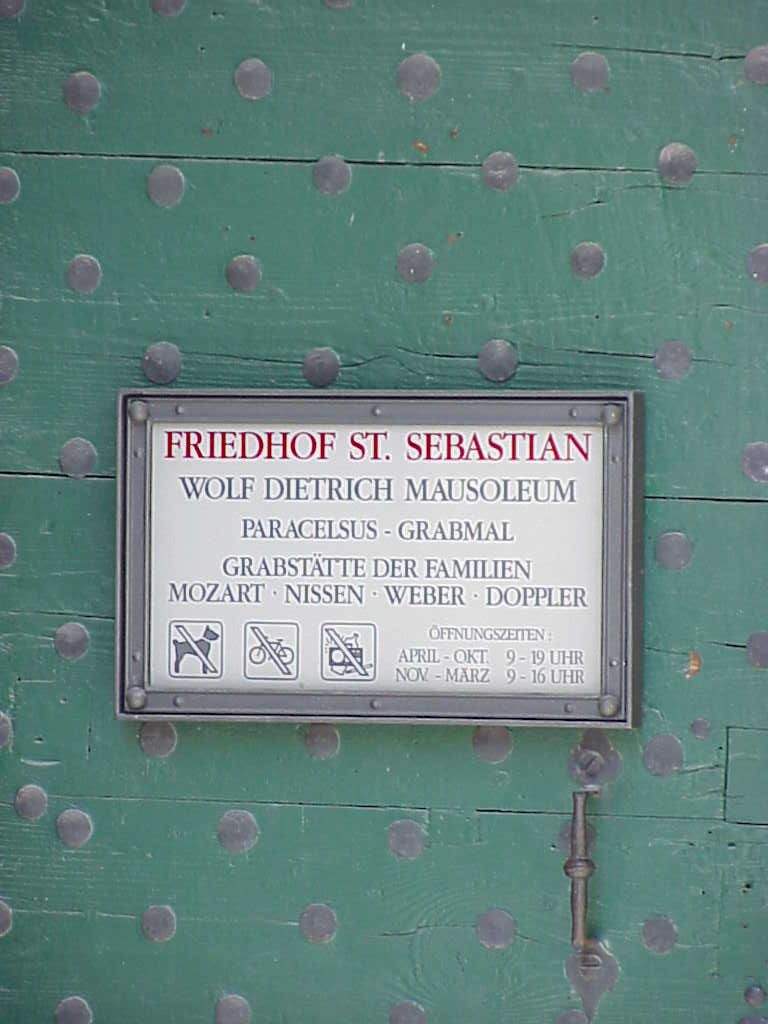 FRIEDHOF ST. SEBASTIAN
WOLF DIETRICH MAUSOLEUM
PARACELSUS - GRABMAL
GRABSTÄTTE DER FAMILIEN
MOZART · NISSEN · WEBER · DOPPLER
ÖFFNUNGSZEITEN:
APRIL - OKT. 9 - 19 UHR
NOV. - MÄRZ 9 - 16 UHR